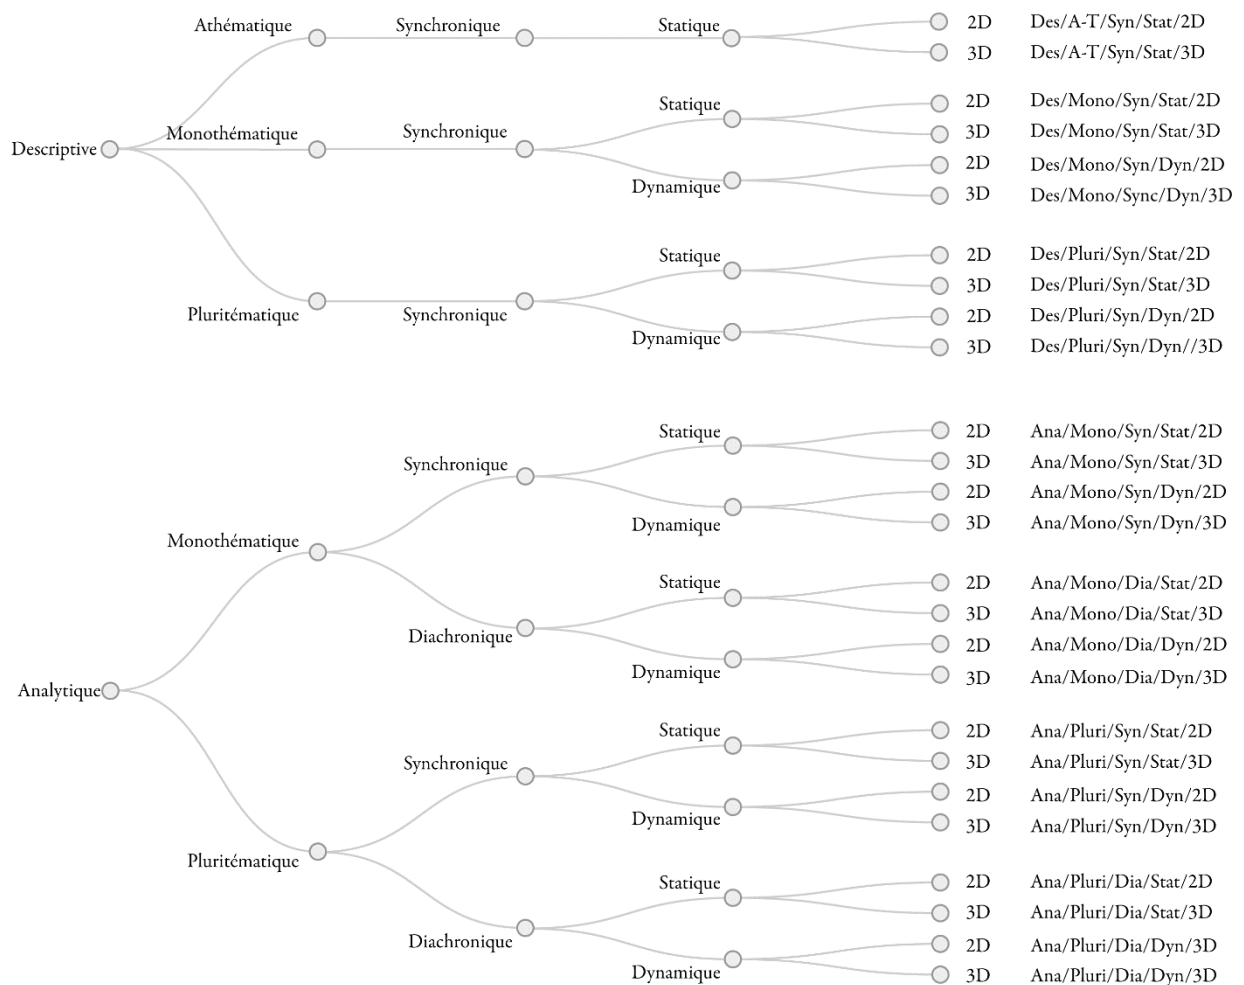 Athématique Synchronique Statique 2D Des/A-T/Syn/Stat/2D
3D Des/A-T/Syn/Stat/3D
Statique 2D Des/Mono/Syn/Stat/2D
Descriptive Monothématique Synchronique 3D Des/Mono/Syn/Stat/3D
2D Des/Mono/Syn/Dyn/2D
Dynamique 3D Des/Mono/Sync/Dyn/3D
Statique 2D Des/Pluri/Syn/Stat/2D
3D Des/Pluri/Syn/Stat/3D
Pluritématique Synchronique 2D Des/Pluri/Syn/Dyn/2D
Dynamique 3D Des/Pluri/Syn/Dyn//3D
Statique 2D Ana/Mono/Syn/Stat/2D
Synchronique 3D Ana/Mono/Syn/Stat/3D
2D Ana/Mono/Syn/Dyn/2D
Dynamique 3D Ana/Mono/Syn/Dyn/3D
Monothématique
Statique 2D Ana/Mono/Dia/Stat/2D
3D Ana/Mono/Dia/Stat/3D
Diachronique 2D Ana/Mono/Dia/Dyn/2D
Dynamique 3D Ana/Mono/Dia/Dyn/3D
Analytique
Statique 2D Ana/Pluri/Syn/Stat/2D
Synchronique 3D Ana/Pluri/Syn/Stat/3D
2D Ana/Pluri/Syn/Dyn/2D
Dynamique 3D Ana/Pluri/Syn/Dyn/3D
Pluritématique
Statique 2D Ana/Pluri/Dia/Stat/2D
3D Ana/Pluri/Dia/Stat/3D
Diachronique 2D Ana/Pluri/Dia/Dyn/3D
Dynamique 3D Ana/Pluri/Dia/Dyn/3D